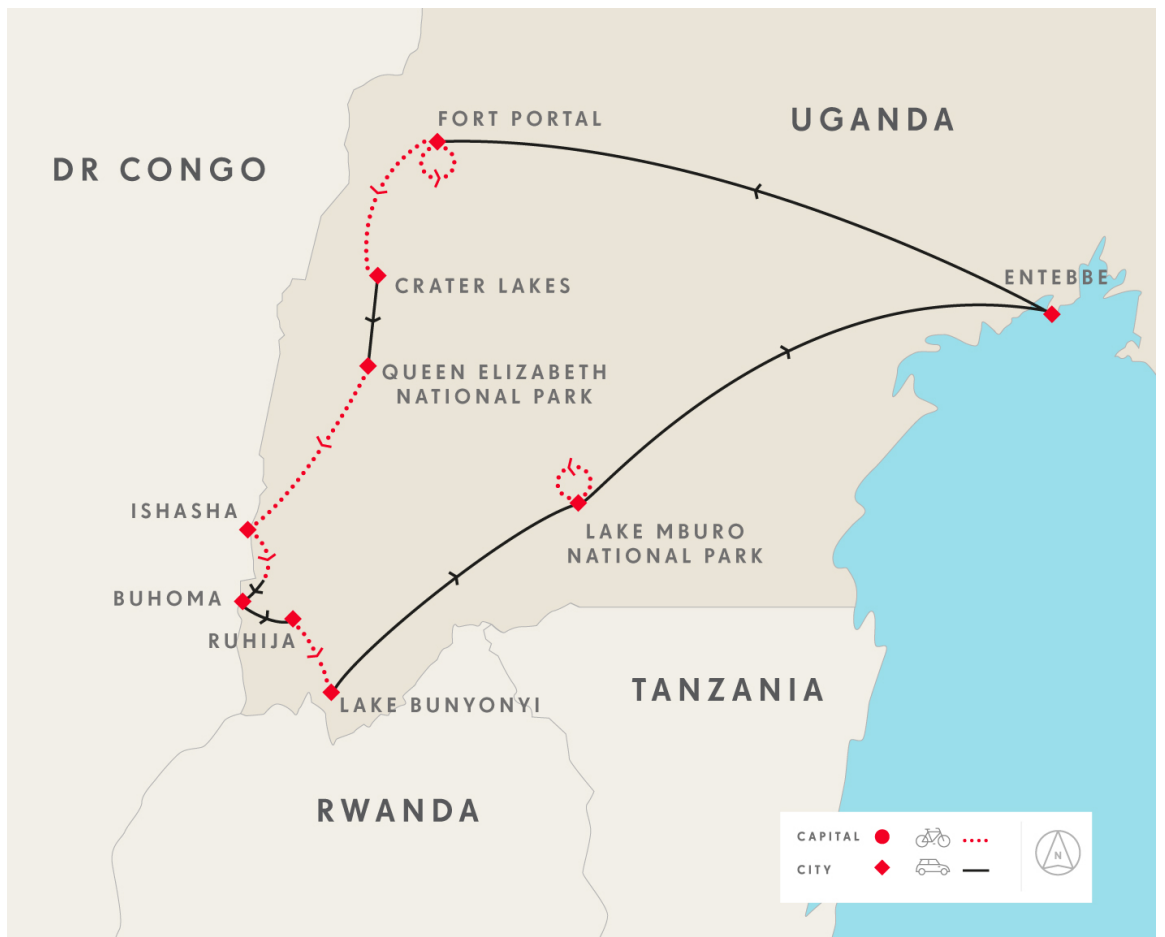 FORT PORTAL
UGANDA
DR CONGO
CRATER LAKES
ENTEBBE
QUEEN ELIZABETH
NATIONAL PARK
ISHASHA
LAKE MBURO
NATIONAL PARK
BUHOMA
RUHIJA
LAKE BUNYONYI
TANZANIA
RWANDA
CAPITAL
CITY
N